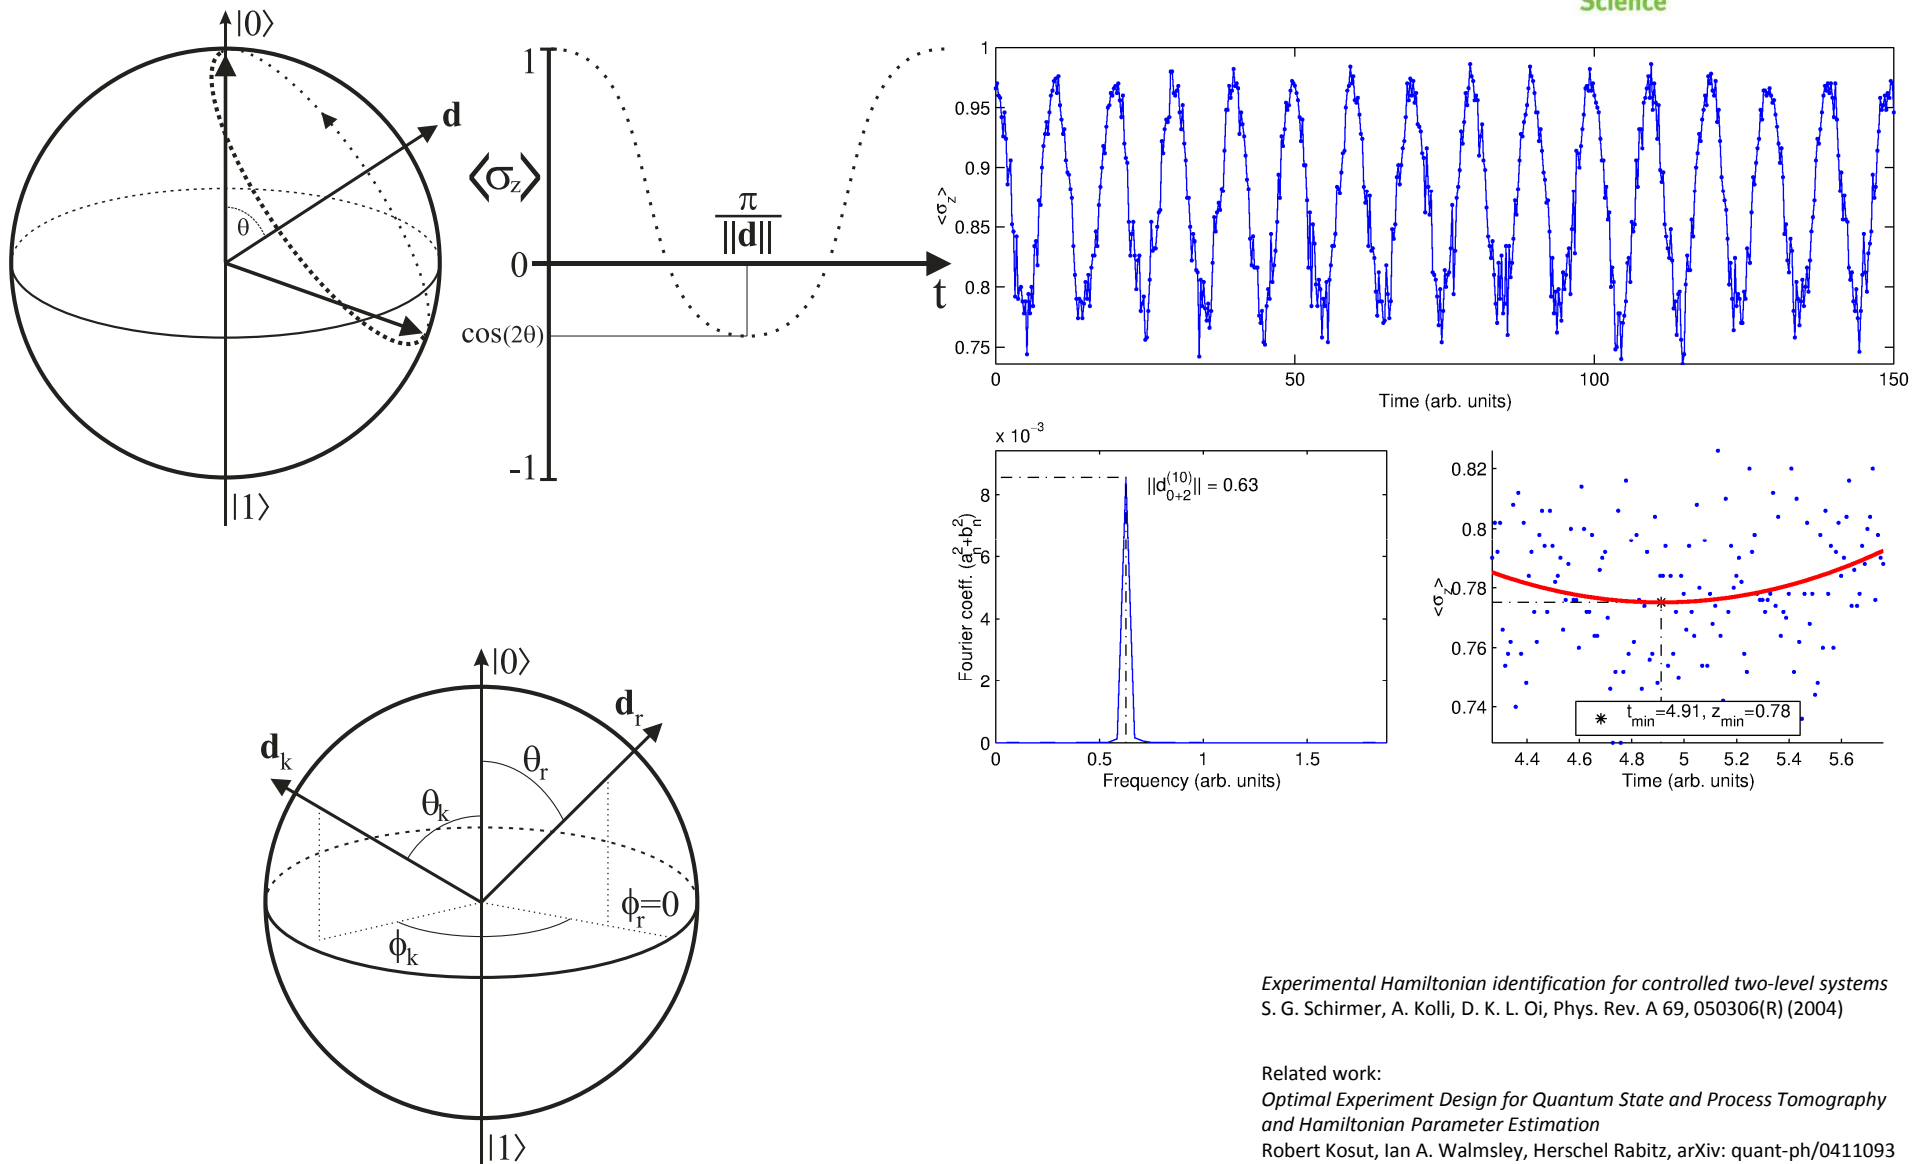 Science
|0⟩
d
θ
|1⟩
1
⟨σz⟩
π
||d||
0
t
cos(2θ)
-1
1
0.95
0.9
0.85
0.8
0.75
<σz>
0
50
100
150
Time (arb. units)
x 10⁻³
8
6
4
2
0
Fourier coeff. (a²n+b²n)
||d(10)0+2|| = 0.63
0
0.5
1
1.5
Frequency (arb. units)
0.82
0.8
0.78
0.76
0.74
<σz>
tmin=4.91, zmin=0.78
4.4
4.6
4.8
5
5.2
5.4
5.6
Time (arb. units)
|0⟩
dr
dk
θr
θk
ϕr=0
ϕk
|1⟩
Experimental Hamiltonian identification for controlled two-level systems
S. G. Schirmer, A. Kolli, D. K. L. Oi, Phys. Rev. A 69, 050306(R) (2004)
Related work:
Optimal Experiment Design for Quantum State and Process Tomography
and Hamiltonian Parameter Estimation
Robert Kosut, Ian A. Walmsley, Herschel Rabitz, arXiv: quant-ph/0411093